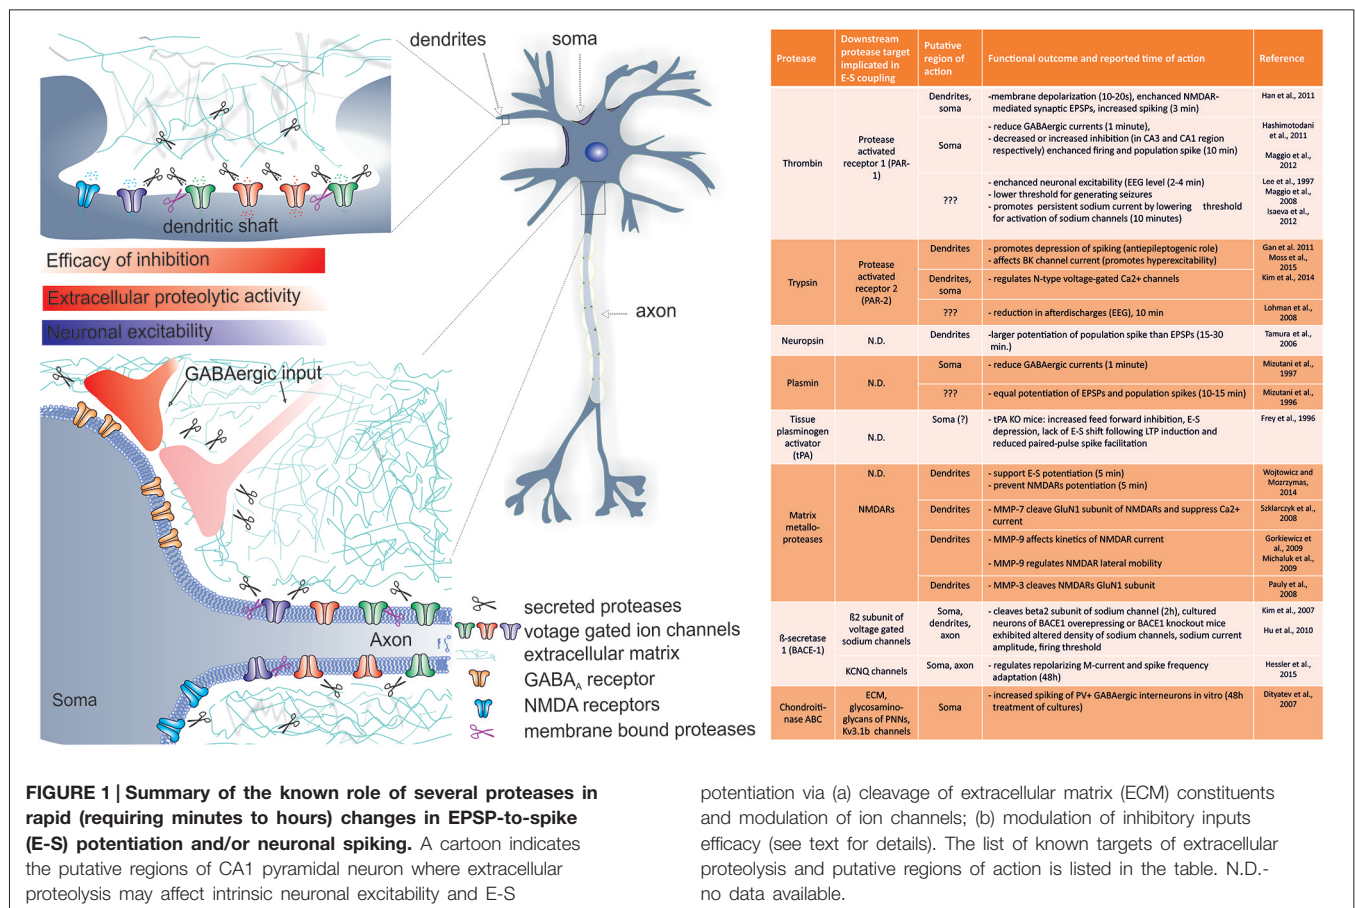 dendrites
soma
dendritic shaft
Efficacy of inhibition
Extracellular proteolytic activity
Neuronal excitability
axon
GABAergic input
Axon
Soma
secreted proteases
votage gated ion channels
extracellular matrix
GABAA receptor
NMDA receptors
membrane bound proteases
Protease
Downstream
protease target
implicated in
E-S coupling
Putative
region of
action
Functional outcome and reported time of action
Reference
Thrombin
Protease
activated
receptor 1 (PAR-
1)
Dendrites,
soma
-membrane depolarization (10-20s), enhanced NMDAR-
mediated synaptic EPSPs, increased spiking (3 min)
Han et al., 2011
Soma
- reduce GABAergic currents (1 minute),
- decreased or increased inhibition (in CA3 and CA1 region
respectively) enhanced firing and population spike (10 min)
Hashimotodani
et al., 2011
Maggio et al.,
2012
???
- enhanced neuronal excitability (EEG level (2-4 min)
- lower threshold for generating seizures
- promotes persistent sodium current by lowering threshold
for activation of sodium channels (10 minutes)
Lee et al., 1997
Maggio et al.,
2008
Isaeva et al.,
2012
Trypsin
Protease
activated
receptor 2
(PAR-2)
Dendrites
- promotes depression of spiking (antiepileptogenic role)
- affects BK channel current (promotes hyperexcitability)
Gan et al. 2011
Moss et al.,
2015
Dendrites,
soma
- regulates N-type voltage-gated Ca2+ channels
Kim et al., 2014
???
- reduction in afterdischarges (EEG), 10 min
Lohman et al.,
2008
Neuropsin
N.D.
Dendrites
-larger potentiation of population spike than EPSPs (15-30
min.)
Tamura et al.,
2006
Plasmin
N.D.
Soma
- reduce GABAergic currents (1 minute)
Mizutani et al.,
1997
???
- equal potentiation of EPSPs and population spikes (10-15 min)
Mizutani et al.,
1996
Tissue
plasminogen
activator
(tPA)
N.D.
Soma (?)
- tPA KO mice: increased feed forward inhibition, E-S
depression, lack of E-S shift following LTP induction and
reduced paired-pulse spike facilitation
Frey et al., 1996
Matrix
metallo-
proteases
N.D.
Dendrites
- support E-S potentiation (5 min)
- prevent NMDARs potentiation (5 min)
Wojtowicz and
Mozrzymas,
2014
NMDARs
Dendrites
- MMP-7 cleave GluN1 subunit of NMDARs and suppress Ca2+
current
Szklarczyk et al.,
2008
Dendrites
- MMP-9 affects kinetics of NMDAR current
- MMP-9 regulates NMDAR lateral mobility
Gorkiewicz et
al., 2009
Michaluk et al.,
2009
Dendrites
- MMP-3 cleaves NMDARs GluN1 subunit
Pauly et al.,
2008
ß-secretase
1 (BACE-1)
ß2 subunit of
voltage gated
sodium channels
Soma,
dendrites,
axon
- cleaves beta2 subunit of sodium channel (2h), cultured
neurons of BACE1 overepressing or BACE1 knockout mice
exhibited altered density of sodium channels, sodium current
amplitude, firing threshold
Kim et al., 2007
Hu et al., 2010
KCNQ channels
Soma, axon
- regulates repolarizing M-current and spike frequency
adaptation (48h)
Hessler et al.,
2015
Chondroiti-
nase ABC
ECM,
glycosamino-
glycans of PNNs,
Kv3.1b channels
Soma
- increased spiking of PV+ GABAergic interneurons in vitro (48h
treatment of cultures)
Dityatev et al.,
2007
FIGURE 1 | Summary of the known role of several proteases in
rapid (requiring minutes to hours) changes in EPSP-to-spike
(E-S) potentiation and/or neuronal spiking. A cartoon indicates
the putative regions of CA1 pyramidal neuron where extracellular
proteolysis may affect intrinsic neuronal excitability and E-S
potentiation via (a) cleavage of extracellular matrix (ECM) constituents
and modulation of ion channels; (b) modulation of inhibitory inputs
efficacy (see text for details). The list of known targets of extracellular
proteolysis and putative regions of action is listed in the table. N.D.-
no data available.